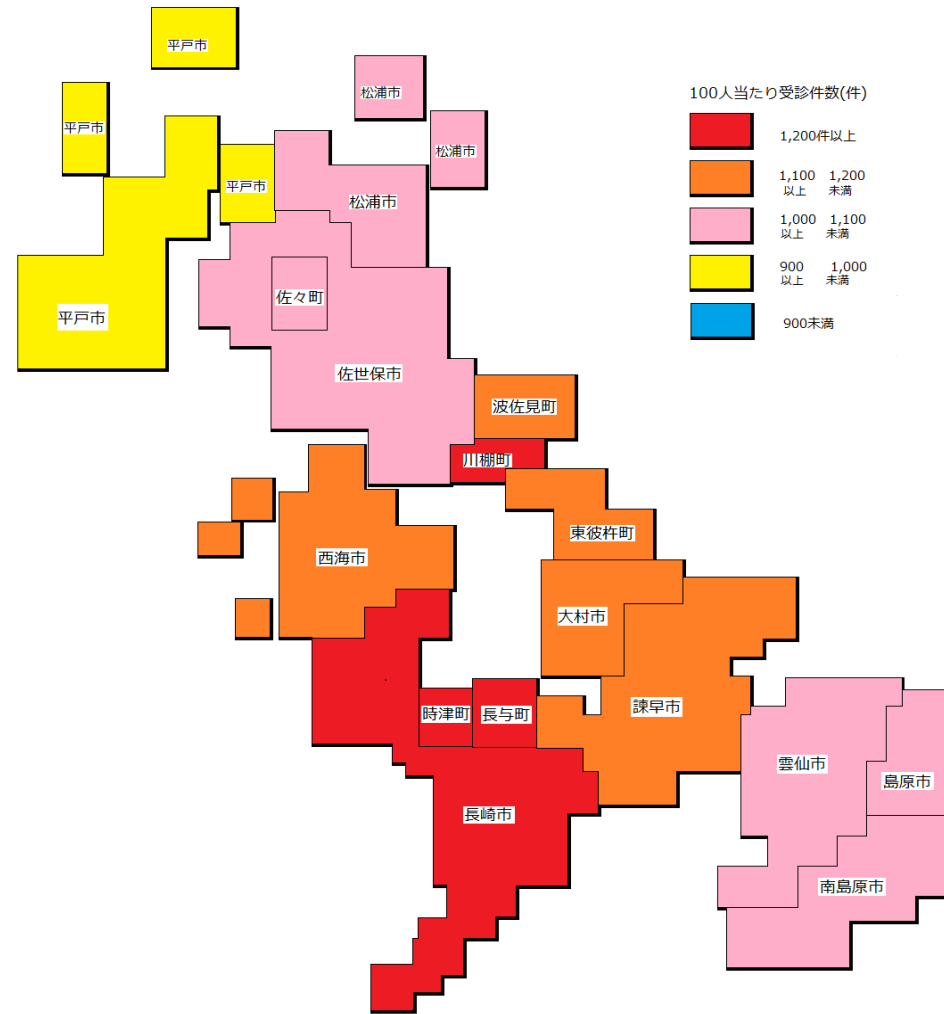 平戸市
松浦市
100人当たり受診件数(件)
平戸市
松浦市
1,200件以上
平戸市
松浦市
1,100 1,200
以上 未満
1,000 1,100
以上 未満
佐々町
900 1,000
以上 未満
平戸市
900未満
佐世保市
波佐見町
川棚町
東彼杵町
西海市
大村市
時津町
長与町
諫早市
雲仙市
島原市
長崎市
南島原市